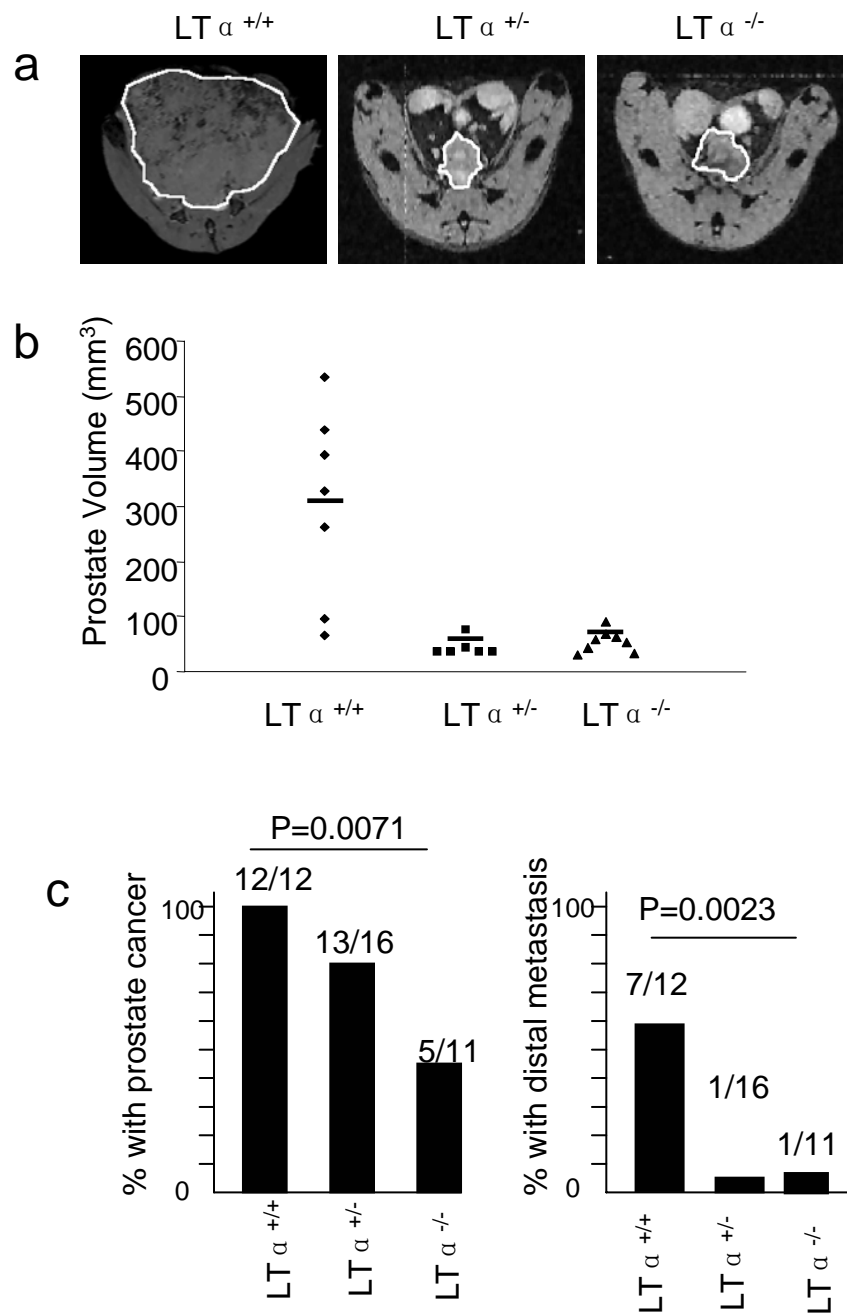 LT α +/+ LT α +/- LT α -/-
a
b
Prostate Volume (mm3)
600
500
400
300
200
100
0
LT α +/+ LT α +/- LT α -/-
c
% with prostate cancer
P=0.0071
100
0
12/12
13/16
5/11
LT α +/+
LT α +/-
LT α -/-
% with distal metastasis
P=0.0023
100
0
7/12
1/16
1/11
LT α +/+
LT α +/-
LT α -/-